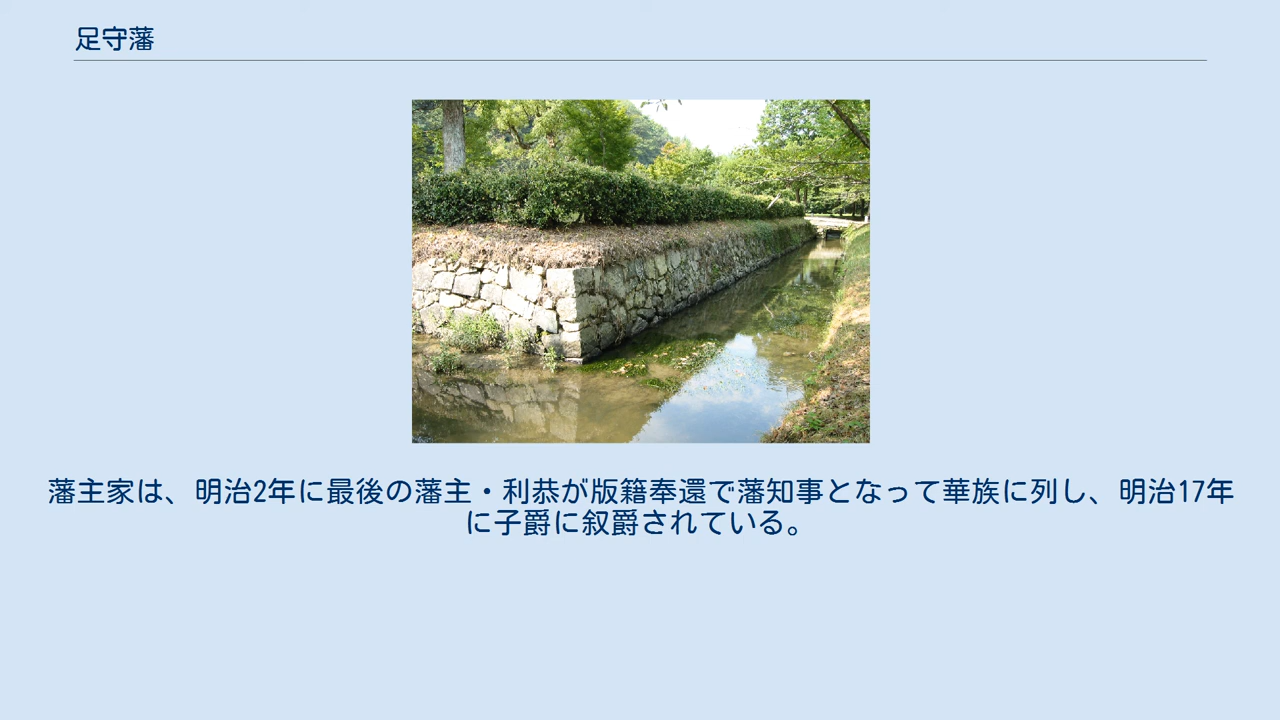 足守藩
藩主家は、明治2年に最後の藩主・利恭が版籍奉還で藩知事となって華族に列し、明治17年
に子爵に叙爵されている。